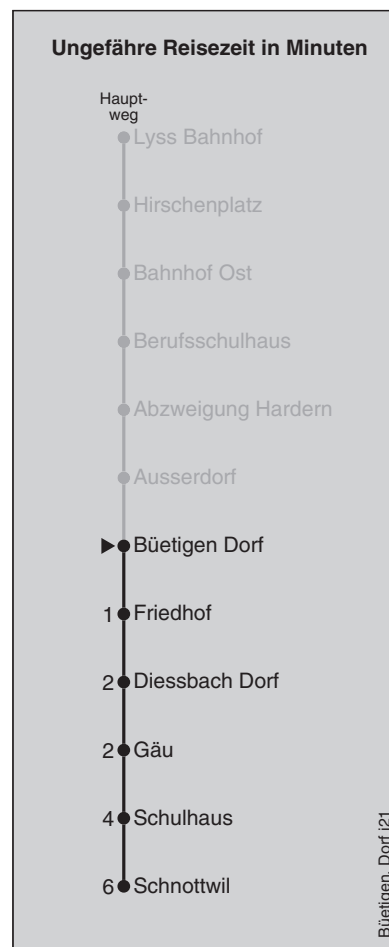 Ungefähre Reisezeit in Minuten
Haupt-
weg
Lyss Bahnhof
Hirschenplatz
Bahnhof Ost
Berufsschulhaus
Abzweigung Hardern
Ausserdorf
Büetigen Dorf
1 Friedhof
2 Diessbach Dorf
2 Gäu
4 Schulhaus
6 Schnottwil
Büetigen, Dorf j21